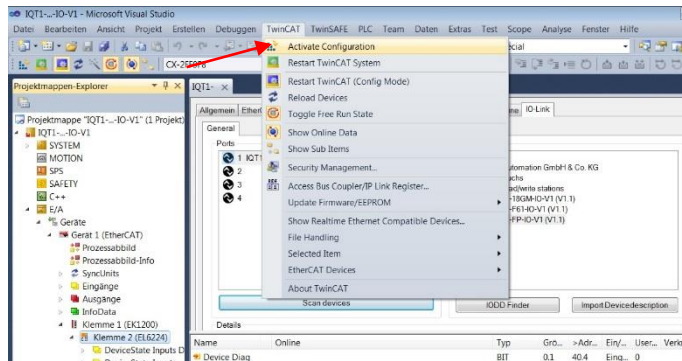 IQT1-...-IO-V1 - Microsoft Visual Studio
Datei Bearbeiten Ansicht Projekt Erstellen Debuggen TwinCAT TwinSAFE PLC Team Daten Extras Test Scope Analyse Fenster Hilfe
Activate Configuration
Restart TwinCAT System
Restart TwinCAT (Config Mode)
Reload Devices
Toggle Free Run State
Show Online Data
Show Sub Items
Security Management...
Access Bus Coupler/IP Link Register...
Update Firmware/EEPROM
Show Realtime Ethernet Compatible Devices...
File Handling
Selected Item
EtherCAT Devices
About TwinCAT
Projektmappen-Explorer
Projektmappe "IQT1-...-IO-V1" (1 Projekt)
IQT1-...-IO-V1
SYSTEM
MOTION
SPS
SAFETY
C++
E/A
Geräte
Gerät 1 (EtherCAT)
Prozessabbild
Prozessabbild-Info
SyncUnits
Eingänge
Ausgänge
InfoData
Klemme 1 (EK1200)
Klemme 2 (EL6224)
DeviceState Inputs D
IQT1-
Allgemein
IO-Link
General
Ports
1 IQT1
2
3
4
utomation GmbH & Co. KG
uchs
ad/write stations
-18GM-IO-V1 (V1.1)
-F61-IO-V1 (V1.1)
-FP-IO-V1 (V1.1)
Scan devices
IODD Finder
Import Devicedescription
Details
Name Online Typ Grö... >Adr... Ein/... User...
Device Diag BIT 0.1 40.4 Eing... 0